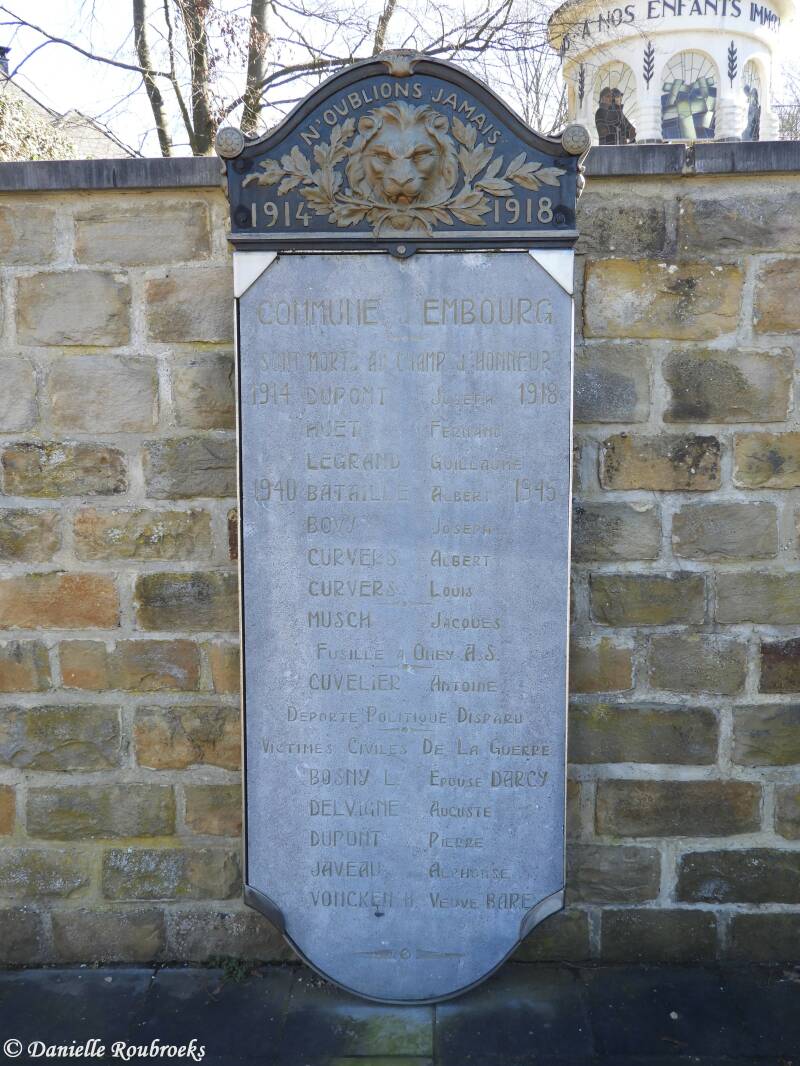 A NOS ENFANTS IMMO
N'OUBLIONS JAMAIS
1914 1918
COMMUNE D EMBOURG
SONT MORTS AU CHAMP D'HONNEUR
1914 DUPONT JOSEPH 1918
HUET FERNAND
LEGRAND GUILLAUME
1940 BATAILLE ALBERT 1945
BOVY JOSEPH
CURVERS ALBERT
CURVERS LOUIS
MUSCH JACQUES
FUSILLE A OHEY A.S.
CUVELIER ANTOINE
DEPORTE POLITIQUE DISPARU
VICTIMES CIVILES DE LA GUERRE
BOSNY L. EPOUSE DARCY
DELVIGNE AUGUSTE
DUPONT PIERRE
JAVEAU ALPHONSE
VONCKEN H. VEUVE BARE
© Danielle Roubroeks